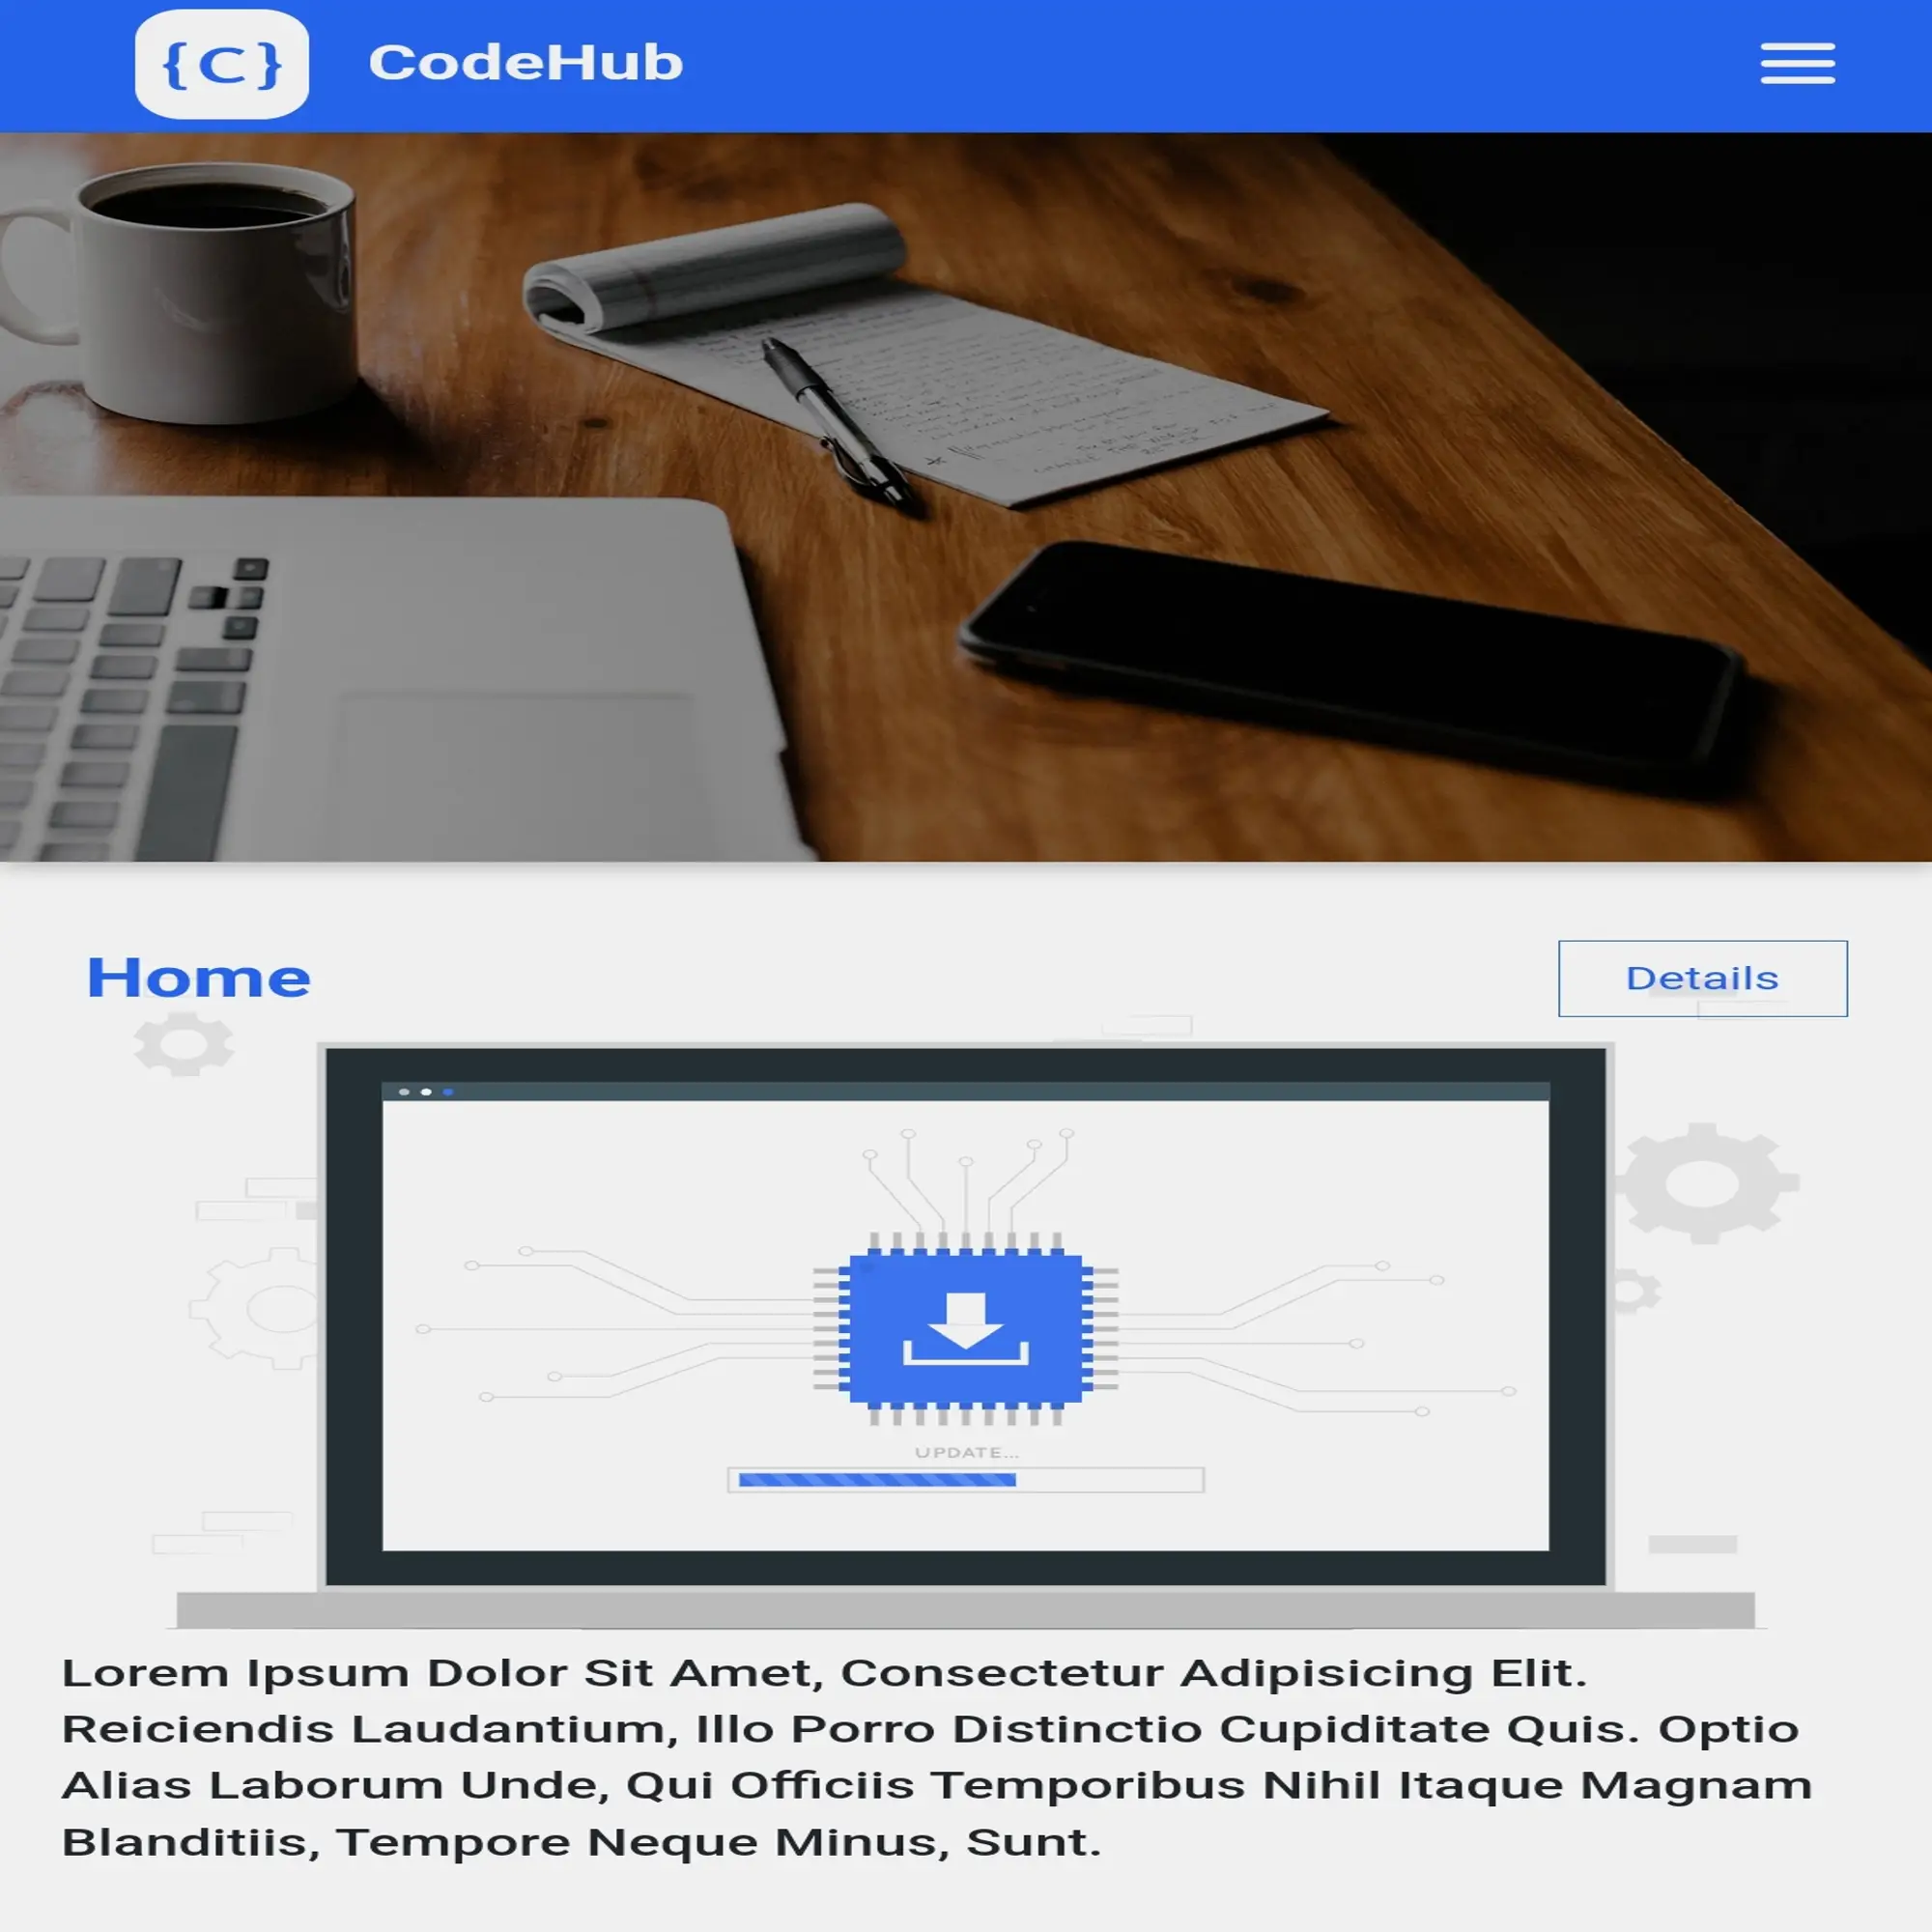 {C} CodeHub
Home
Details
UPDATE...
Lorem Ipsum Dolor Sit Amet, Consectetur Adipisicing Elit.
Reiciendis Laudantium, Illo Porro Distinctio Cupiditate Quis. Optio
Alias Laborum Unde, Qui Officiis Temporibus Nihil Itaque Magnam
Blanditiis, Tempore Neque Minus, Sunt.